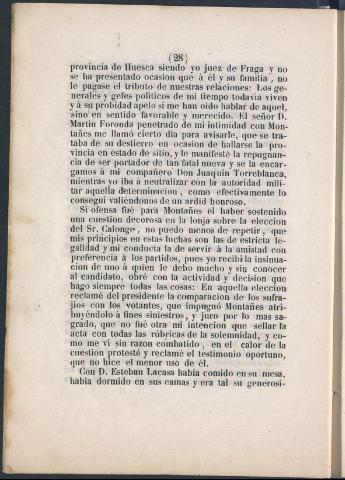 (28)
provincia de Huesca siendo yo juez de Fraga y no
se ha presentado ocasion que á él y su familia, no
le pagase el tributo de nuestras relaciones: Los ge-
nerales y gefes politicos de mi tiempo todavia viven
y á su probidad apelo si me han oido hablar de aquel,
sino en sentido favorable y merecido. El señor D.
Martin Foronda penetrado de mi intimidad con Mon-
tañes me llamó cierto dia para avisarle, que se tra-
taba de su destierro en ocasion de hallarse la pro-
vincia en estado de sitio, y le manifesté la repugnan-
cia de ser portador de tan fatal nueva y se la encar-
gamos á mi compañero Don Joaquin Torreblanca,
mientras yo iba á neutralizar con la autoridad mili-
tar aquella determinacion, como efectivamente lo
consegui valiéndonos de un ardid honroso.
Si ofensa fué para Montañes el haber sostenido
una cuestion decorosa en la lonja sobre la eleccion
del Sr. Calonge, no puedo menos de repetir, que
mis principios en estas luchas son las de estricta le-
galidad y mi conducta la de servir á la amistad con
preferencia á los partidos, pues yo recibí la insinua-
cion de uno á quien le debo mucho y sin conocer
al candidato, obré con la actividad y decision que
hago siempre todas las cosas: En aquella eleccion
reclamé del presidente la comparacion de los sufra-
jios con los votantes, que impugnó Montañes atri-
buyéndolo á fines siniestros, y juro por lo mas sa-
grado, que no fué otra mi intencion que sellar la
acta con todas las rúbricas de la solemnidad, y co-
mo me vi sin razon combatido, en el calor de la
cuestion protesté y reclamé el testimonio oportuno,
que no hice el menor uso de él.
Con D. Esteban Lacasa habia comido en su mesa,
habia dormido en sus camas y era tal su generosi-